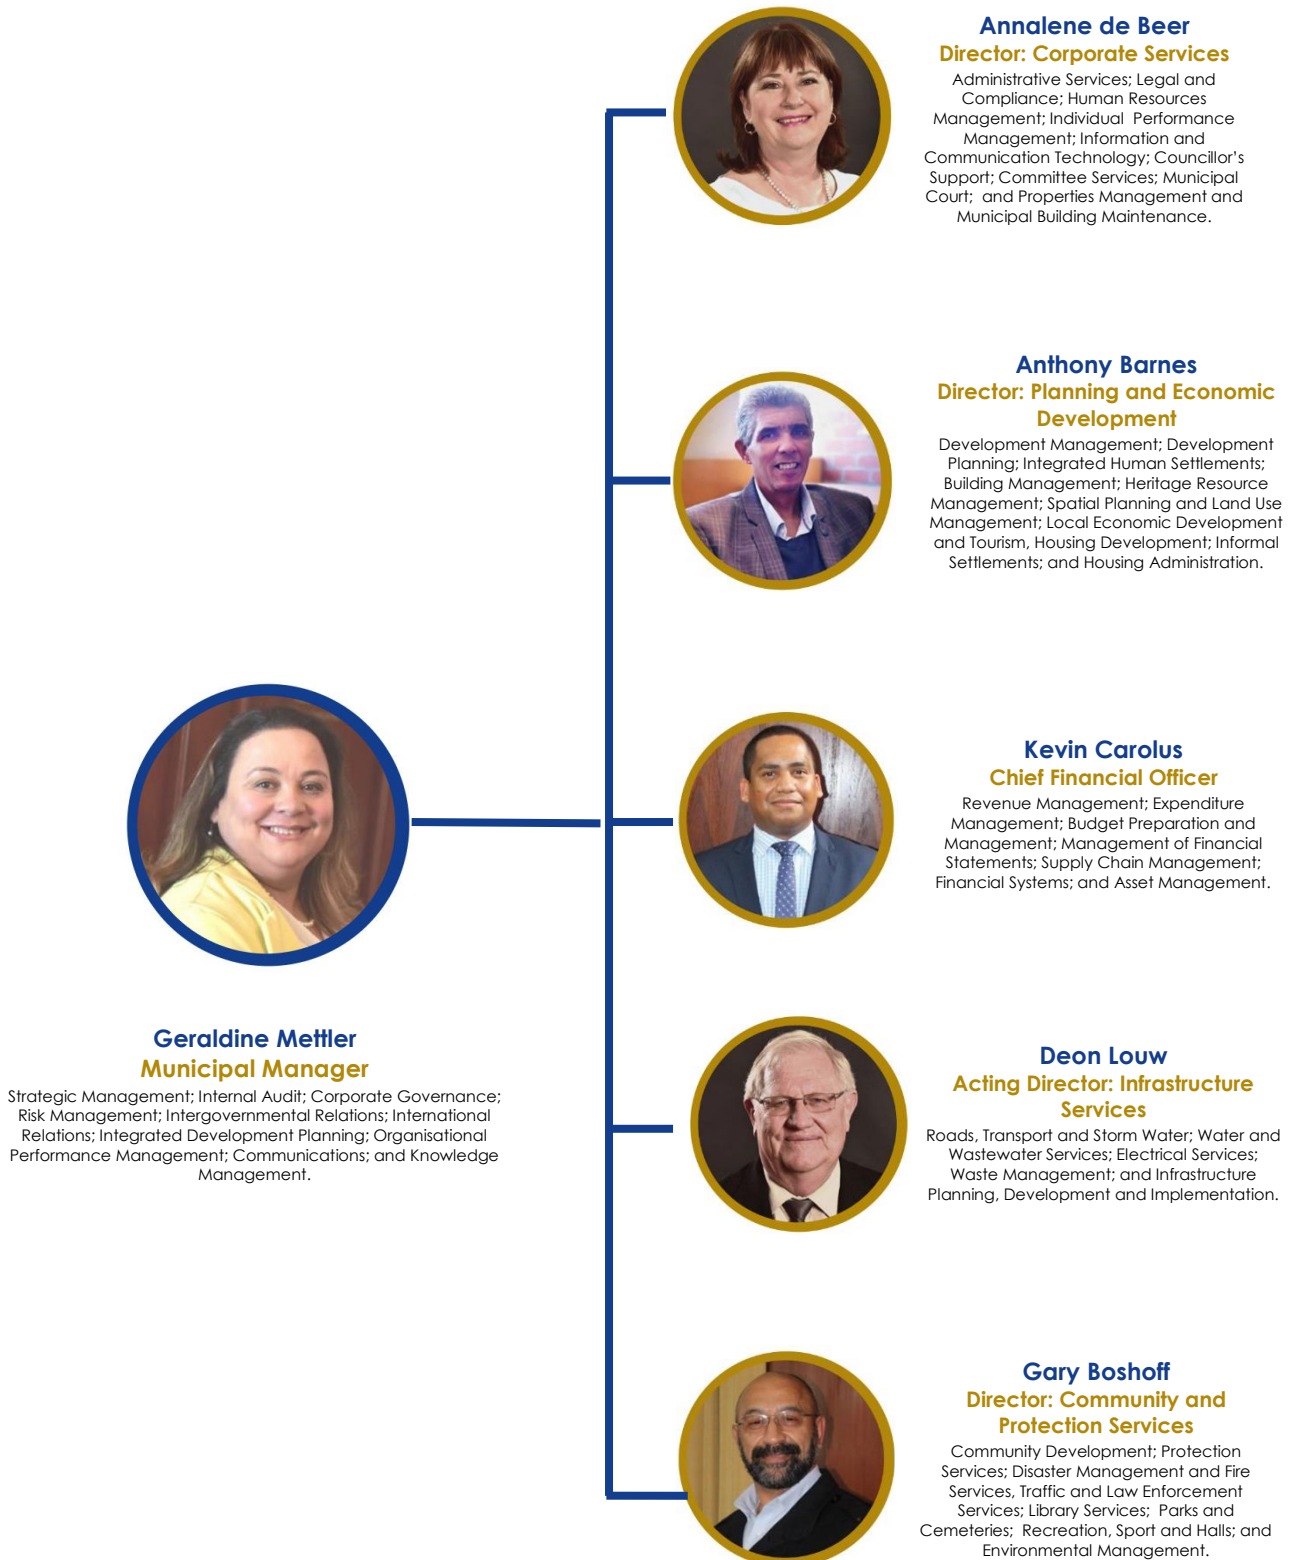 Annalene de Beer
Director: Corporate Services
Administrative Services; Legal and
Compliance; Human Resources
Management; Individual  Performance
Management; Information and
Communication Technology; Councillor's
Support; Committee Services; Municipal
Court;  and Properties Management and
Municipal Building Maintenance.
Anthony Barnes
Director: Planning and Economic
Development
Development Management; Development
Planning; Integrated Human Settlements;
Building Management; Heritage Resource
Management; Spatial Planning and Land Use
Management; Local Economic Development
and Tourism, Housing Development; Informal
Settlements; and Housing Administration.
Kevin Carolus
Chief Financial Officer
Revenue Management; Expenditure
Management; Budget Preparation and
Management; Management of Financial
Statements; Supply Chain Management;
Financial Systems; and Asset Management.
Geraldine Mettler
Municipal Manager
Strategic Management; Internal Audit; Corporate Governance;
Risk Management; Intergovernmental Relations; International
Relations; Integrated Development Planning; Organisational
Performance Management; Communications; and Knowledge
Management.
Deon Louw
Acting Director: Infrastructure
Services
Roads, Transport and Storm Water; Water and
Wastewater Services; Electrical Services;
Waste Management; and Infrastructure
Planning, Development and Implementation.
Gary Boshoff
Director: Community and
Protection Services
Community Development; Protection
Services; Disaster Management and Fire
Services, Traffic and Law Enforcement
Services; Library Services;  Parks and
Cemeteries;  Recreation, Sport and Halls; and
Environmental Management.